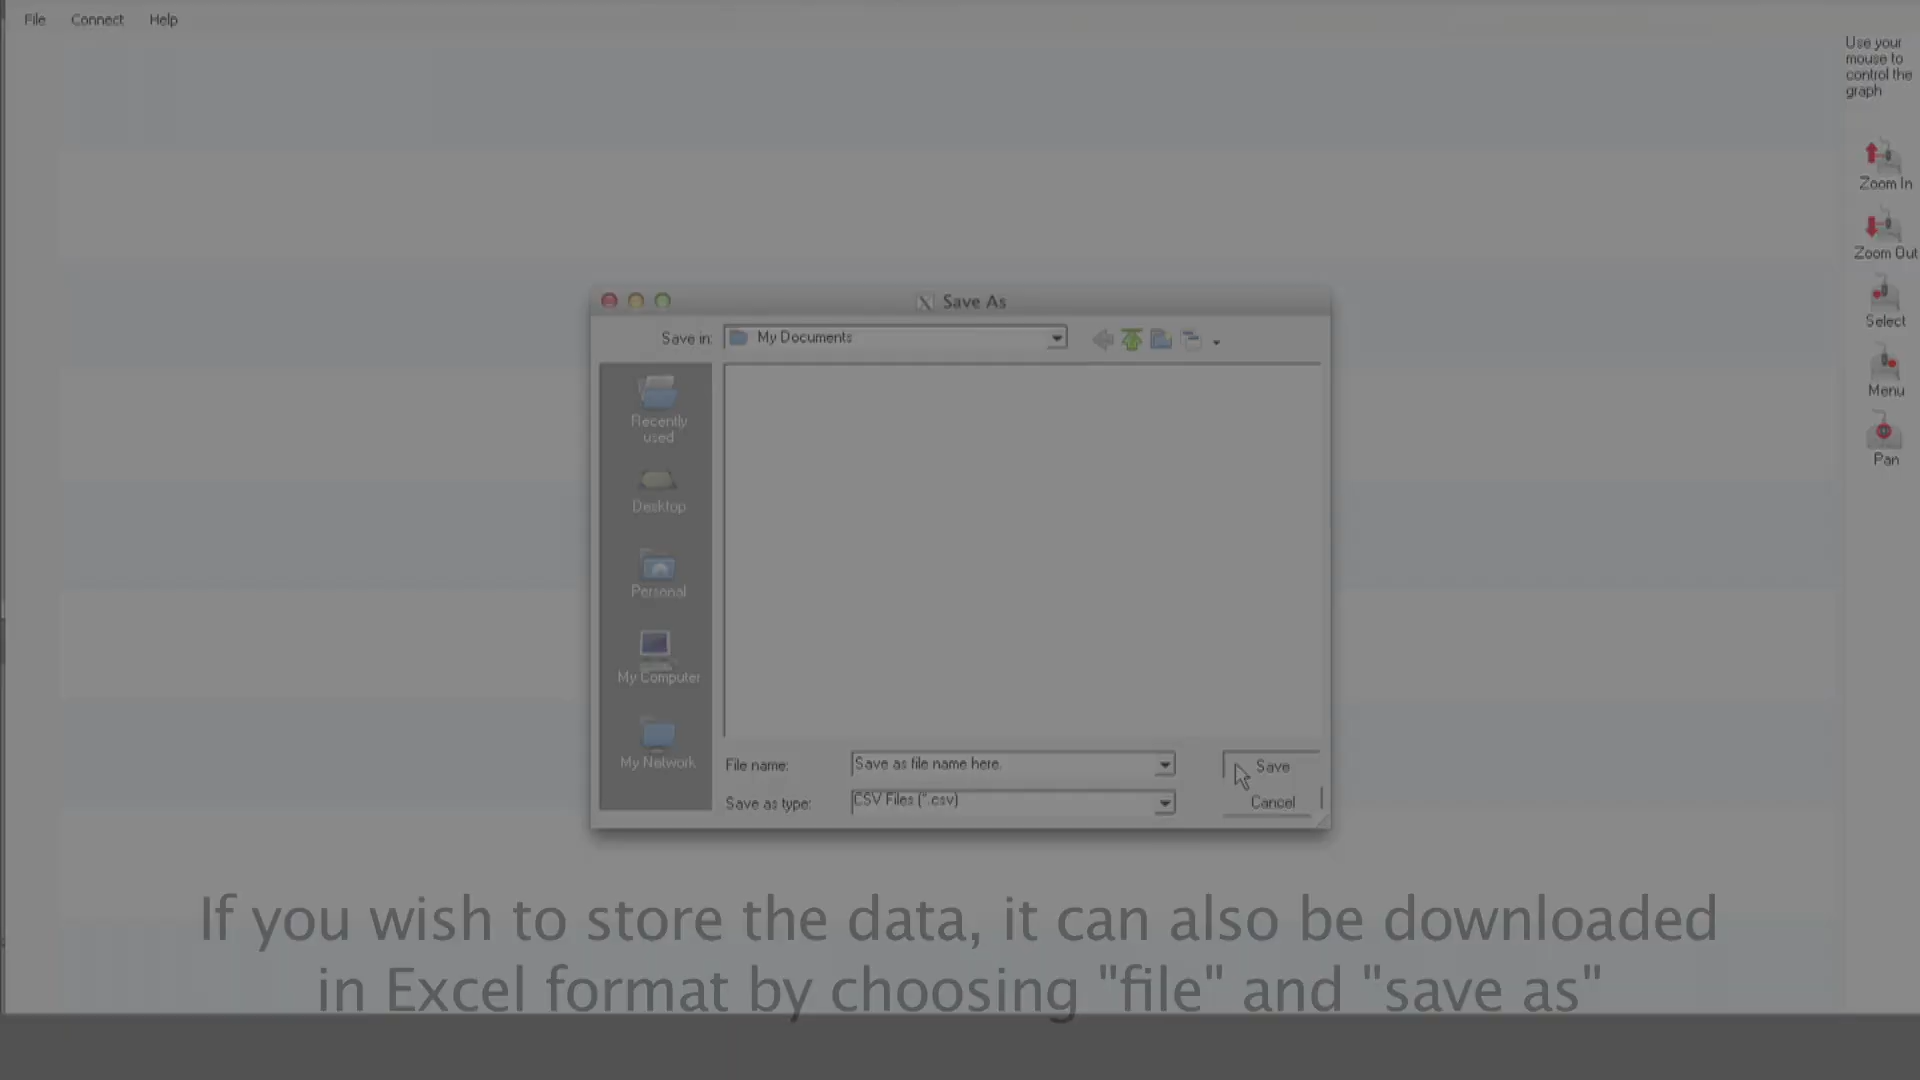 File Connect Help
Use your
mouse to
control the
graph
Zoom In
Zoom Out
Select
Menu
Pan
Save As
Save in: My Documents
Recently
used
Desktop
Personal
My Computer
My Network
File name: Save as file name here.
Save as type: CSV Files (*.csv)
Save
Cancel
If you wish to store the data, it can also be downloaded
in Excel format by choosing "file" and "save as"